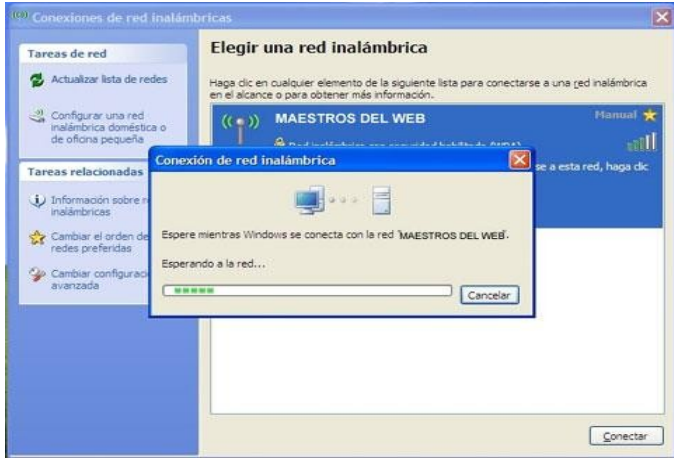 Conexiones de red inalámbricas
Tareas de red
Actualizar lista de redes
Configurar una red
inalámbrica doméstica o
de oficina pequeña
Tareas relacionadas
Información sobre
inalámbricas
Cambiar el orden de
redes preferidas
Cambiar
avanzada
Elegir una red inalámbrica
Haga clic en cualquier elemento de la siguiente lista para conectarse a una red inalámbrica
en el alcance o para obtener más información.
MAESTROS DEL WEB
Manual
se a esta red, haga clic
Conexión de red inalámbrica
Espere mientras Windows se conecta con la red 'MAESTROS DEL WEB'.
Esperando a la red...
Cancelar
Conectar